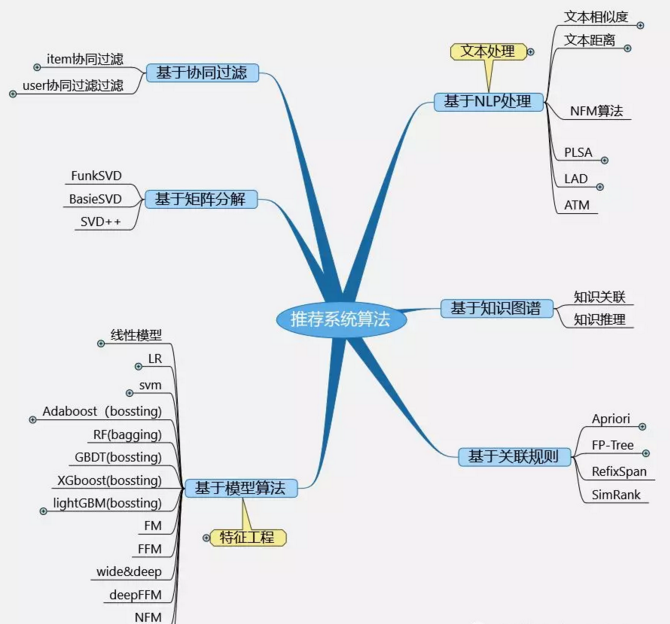 推荐系统算法
基于协同过滤
item协同过滤
user协同过滤过滤
基于矩阵分解
FunkSVD
BasieSVD
SVD++
基于模型算法
特征工程
线性模型
LR
svm
Adaboost（bossting)
RF(bagging)
GBDT(bossting)
XGboost(bossting)
lightGBM(bossting)
FM
FFM
wide&deep
deepFFM
NFM
基于NLP处理
文本处理
文本相似度
文本距离
NFM算法
PLSA
LAD
ATM
基于知识图谱
知识关联
知识推理
基于关联规则
Apriori
FP-Tree
RefixSpan
SimRank